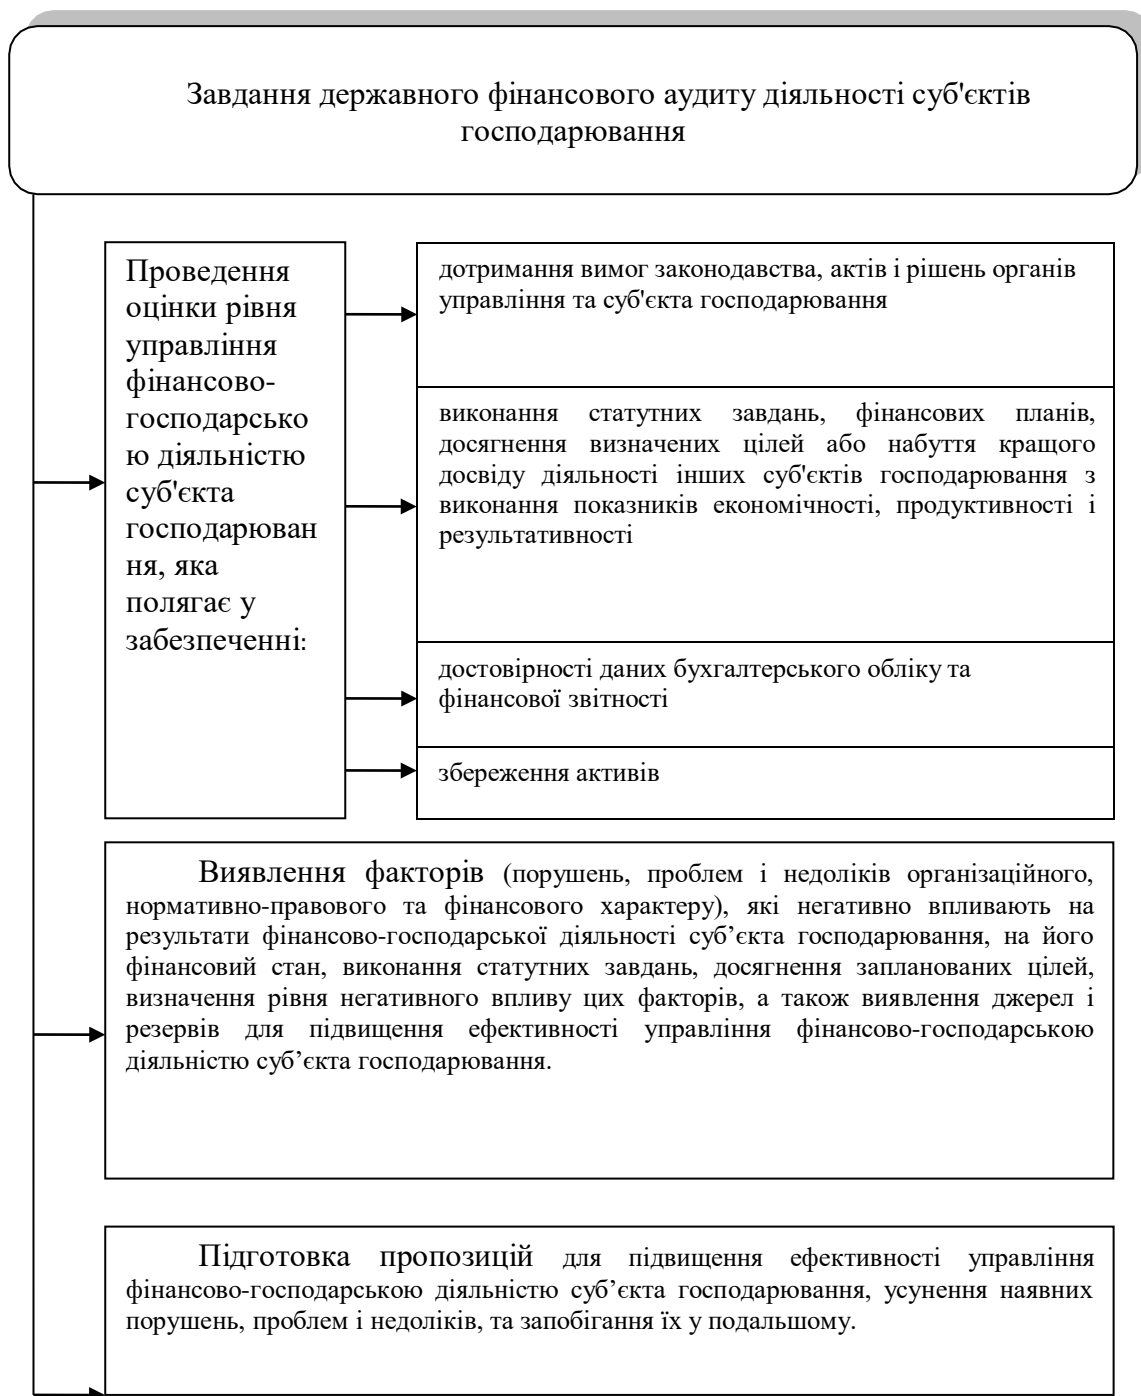 Завдання державного фінансового аудиту діяльності суб'єктів
господарювання
Проведення
оцінки рівня
управління
фінансово-
господарсько
ю діяльністю
суб'єкта
господарюван
ня, яка
полягає у
забезпеченні:
дотримання вимог законодавства, актів і рішень органів
управління та суб'єкта господарювання
виконання статутних завдань, фінансових планів,
досягнення визначених цілей або набуття кращого
досвіду діяльності інших суб'єктів господарювання з
виконання показників економічності, продуктивності і
результативності
достовірності даних бухгалтерського обліку та
фінансової звітності
збереження активів
Виявлення факторів (порушень, проблем і недоліків організаційного,
нормативно-правового та фінансового характеру), які негативно впливають на
результати фінансово-господарської діяльності суб’єкта господарювання, на його
фінансовий стан, виконання статутних завдань, досягнення запланованих цілей,
визначення рівня негативного впливу цих факторів, а також виявлення джерел і
резервів для підвищення ефективності управління фінансово-господарською
діяльністю суб’єкта господарювання.
Підготовка пропозицій для підвищення ефективності управління
фінансово-господарською діяльністю суб’єкта господарювання, усунення наявних
порушень, проблем і недоліків, та запобігання їх у подальшому.